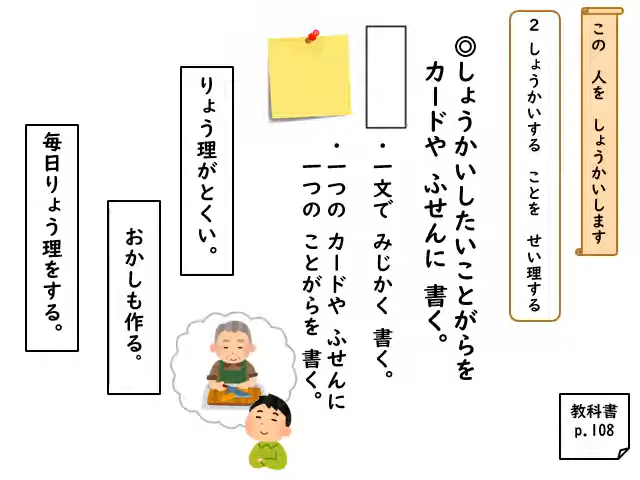 この 人を しょうかいします
2 しょうかいする ことを せい理する
◎しょうかいしたいことがらを
カードや ふせんに 書く。
・一文で みじかく 書く。
・一つの カードや ふせんに
一つの ことがらを 書く。
りょう理がとくい。
おかしも作る。
毎日りょう理をする。
教科書
p.108